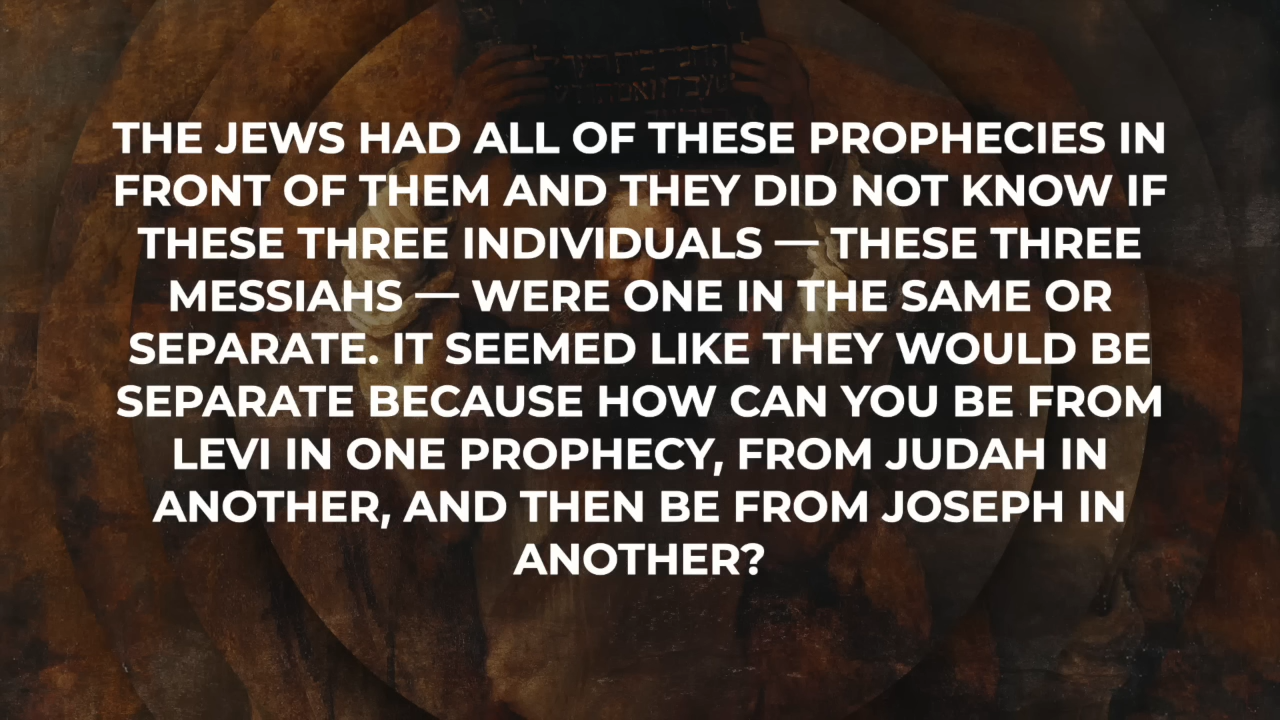 THE JEWS HAD ALL OF THESE PROPHECIES IN
FRONT OF THEM AND THEY DID NOT KNOW IF
THESE THREE INDIVIDUALS — THESE THREE
MESSIAHS — WERE ONE IN THE SAME OR
SEPARATE. IT SEEMED LIKE THEY WOULD BE
SEPARATE BECAUSE HOW CAN YOU BE FROM
LEVI IN ONE PROPHECY, FROM JUDAH IN
ANOTHER, AND THEN BE FROM JOSEPH IN
ANOTHER?